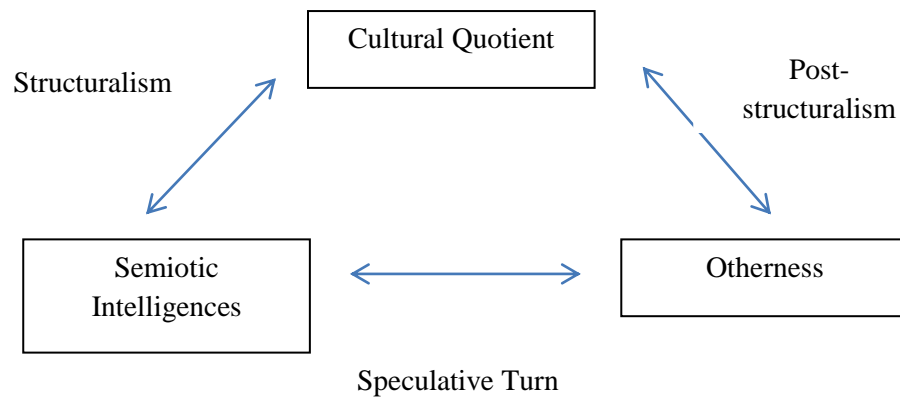 Cultural Quotient
Structuralism
Post-
structuralism
Semiotic
Intelligences
Otherness
Speculative Turn